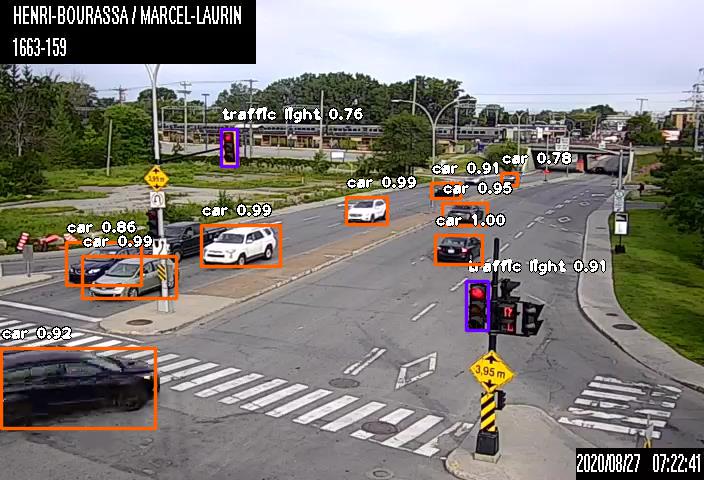 HENRI-BOURASSA / MARCEL-LAURIN
1663-159
traffic light 0.76
car 0.78
car 0.91
car 0.99
car 0.95
car 0.99
car 1.00
car 0.86
car 0.99
3,95 m
traffic light 0.91
car 0.92
3,95 m
2020/08/27 07:22:41